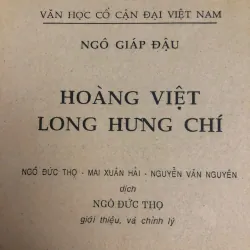 VĂN HỌC CỔ CẬN ĐẠI VIỆT NAM
NGÔ GIÁP ĐẬU
HOÀNG VIỆT
LONG HƯNG CHÍ
NGÔ ĐỨC THỌ - MAI XUÂN HẢI - NGUYỄN VĂN NGUYÊN
dịch
NGÔ ĐỨC THỌ
giới thiệu, và chỉnh lý